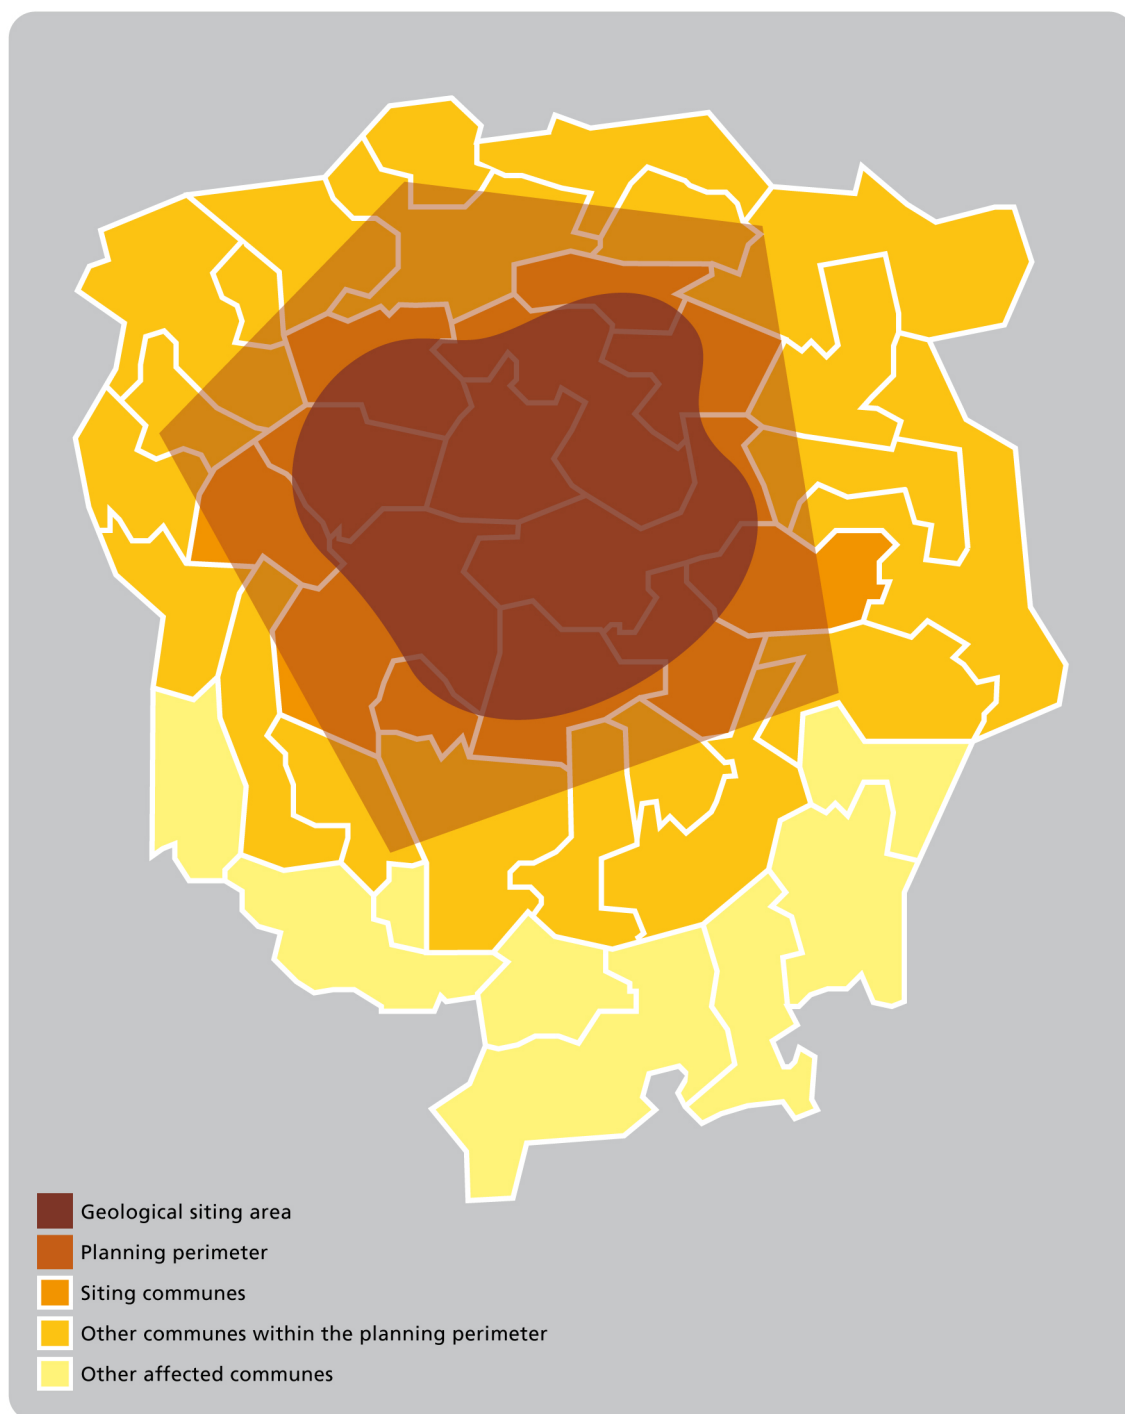 Geological siting area
Planning perimeter
Siting communes
Other communes within the planning perimeter
Other affected communes